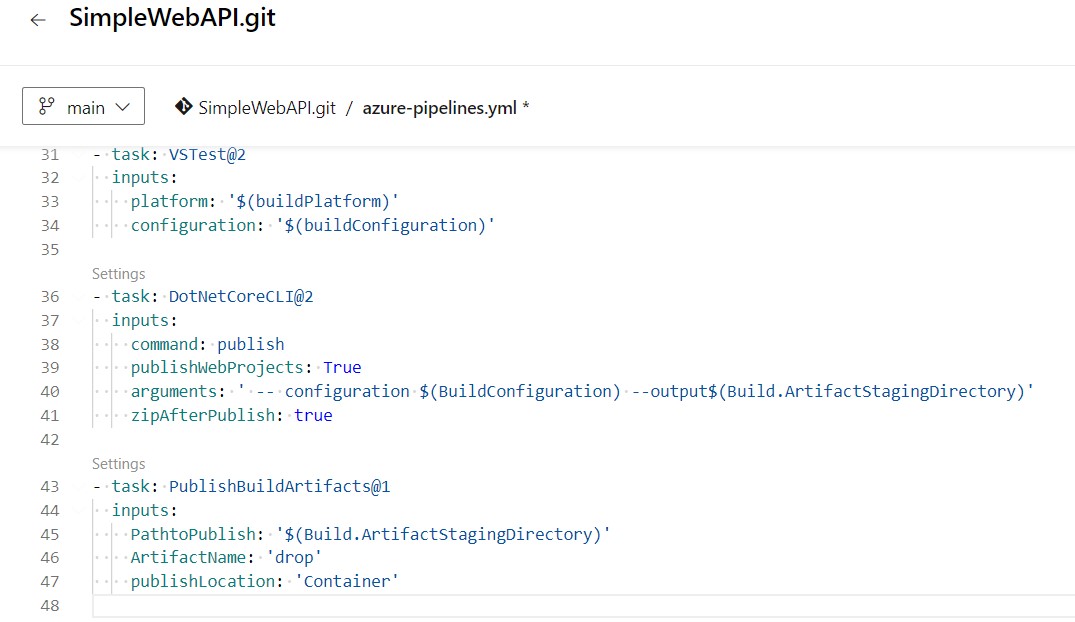 ← SimpleWebAPI.git
main SimpleWebAPI.git / azure-pipelines.yml *
31 - task: VSTest@2
32 inputs:
33 platform: '$(buildPlatform)'
34 configuration: '$(buildConfiguration)'
35
Settings
36 - task: DotNetCoreCLI@2
37 inputs:
38 command: publish
39 publishWebProjects: True
40 arguments: ' -- configuration $(BuildConfiguration) --output$(Build.ArtifactStagingDirectory)'
41 zipAfterPublish: true
42
Settings
43 - task: PublishBuildArtifacts@1
44 inputs:
45 PathtoPublish: '$(Build.ArtifactStagingDirectory)'
46 ArtifactName: 'drop'
47 publishLocation: 'Container'
48